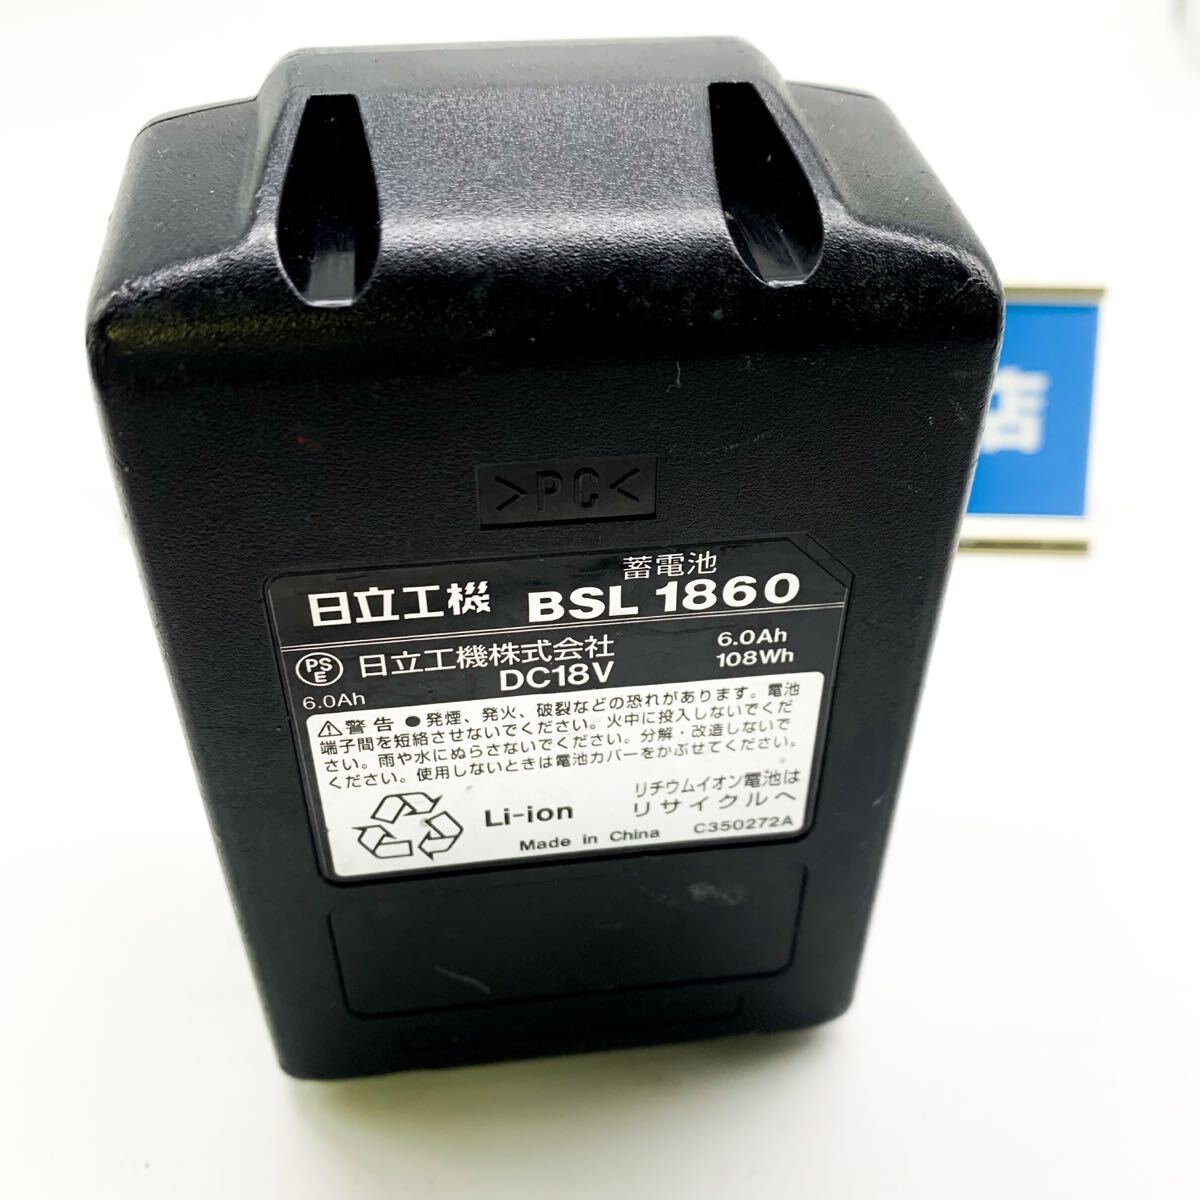 >PC<
蓄電池
日立工機 BSL 1860
PSE 日立工機株式会社 6.0Ah
DC18V 108Wh
6.0Ah
⚠警告 ●発煙、発火、破裂などの恐れがあります。電池
端子間を短絡させないでください。火中に投入しないでくだ
さい。雨や水にぬらさないでください。分解・改造しないで
ください。使用しないときは電池カバーをかぶせてください。
Li-ion リチウムイオン電池は
リサイクルへ
Made in China C350272A
店